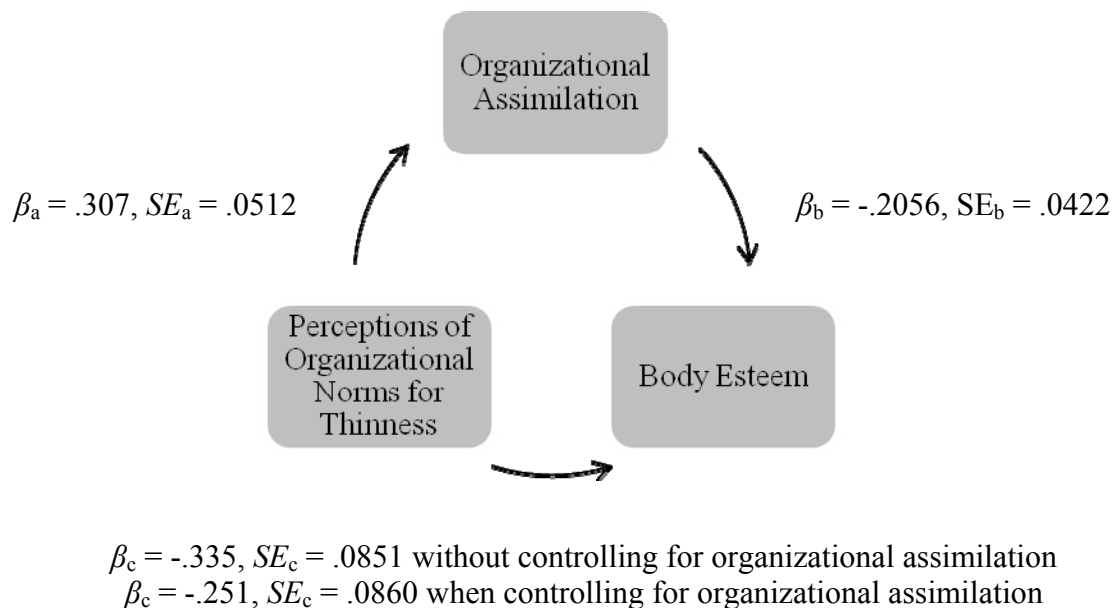 Organizational
Assimilation
βa = .307, SEa = .0512
βb = -.2056, SEb = .0422
Perceptions of
Organizational
Norms for
Thinness
Body Esteem
βc = -.335, SEc = .0851 without controlling for organizational assimilation
βc = -.251, SEc = .0860 when controlling for organizational assimilation